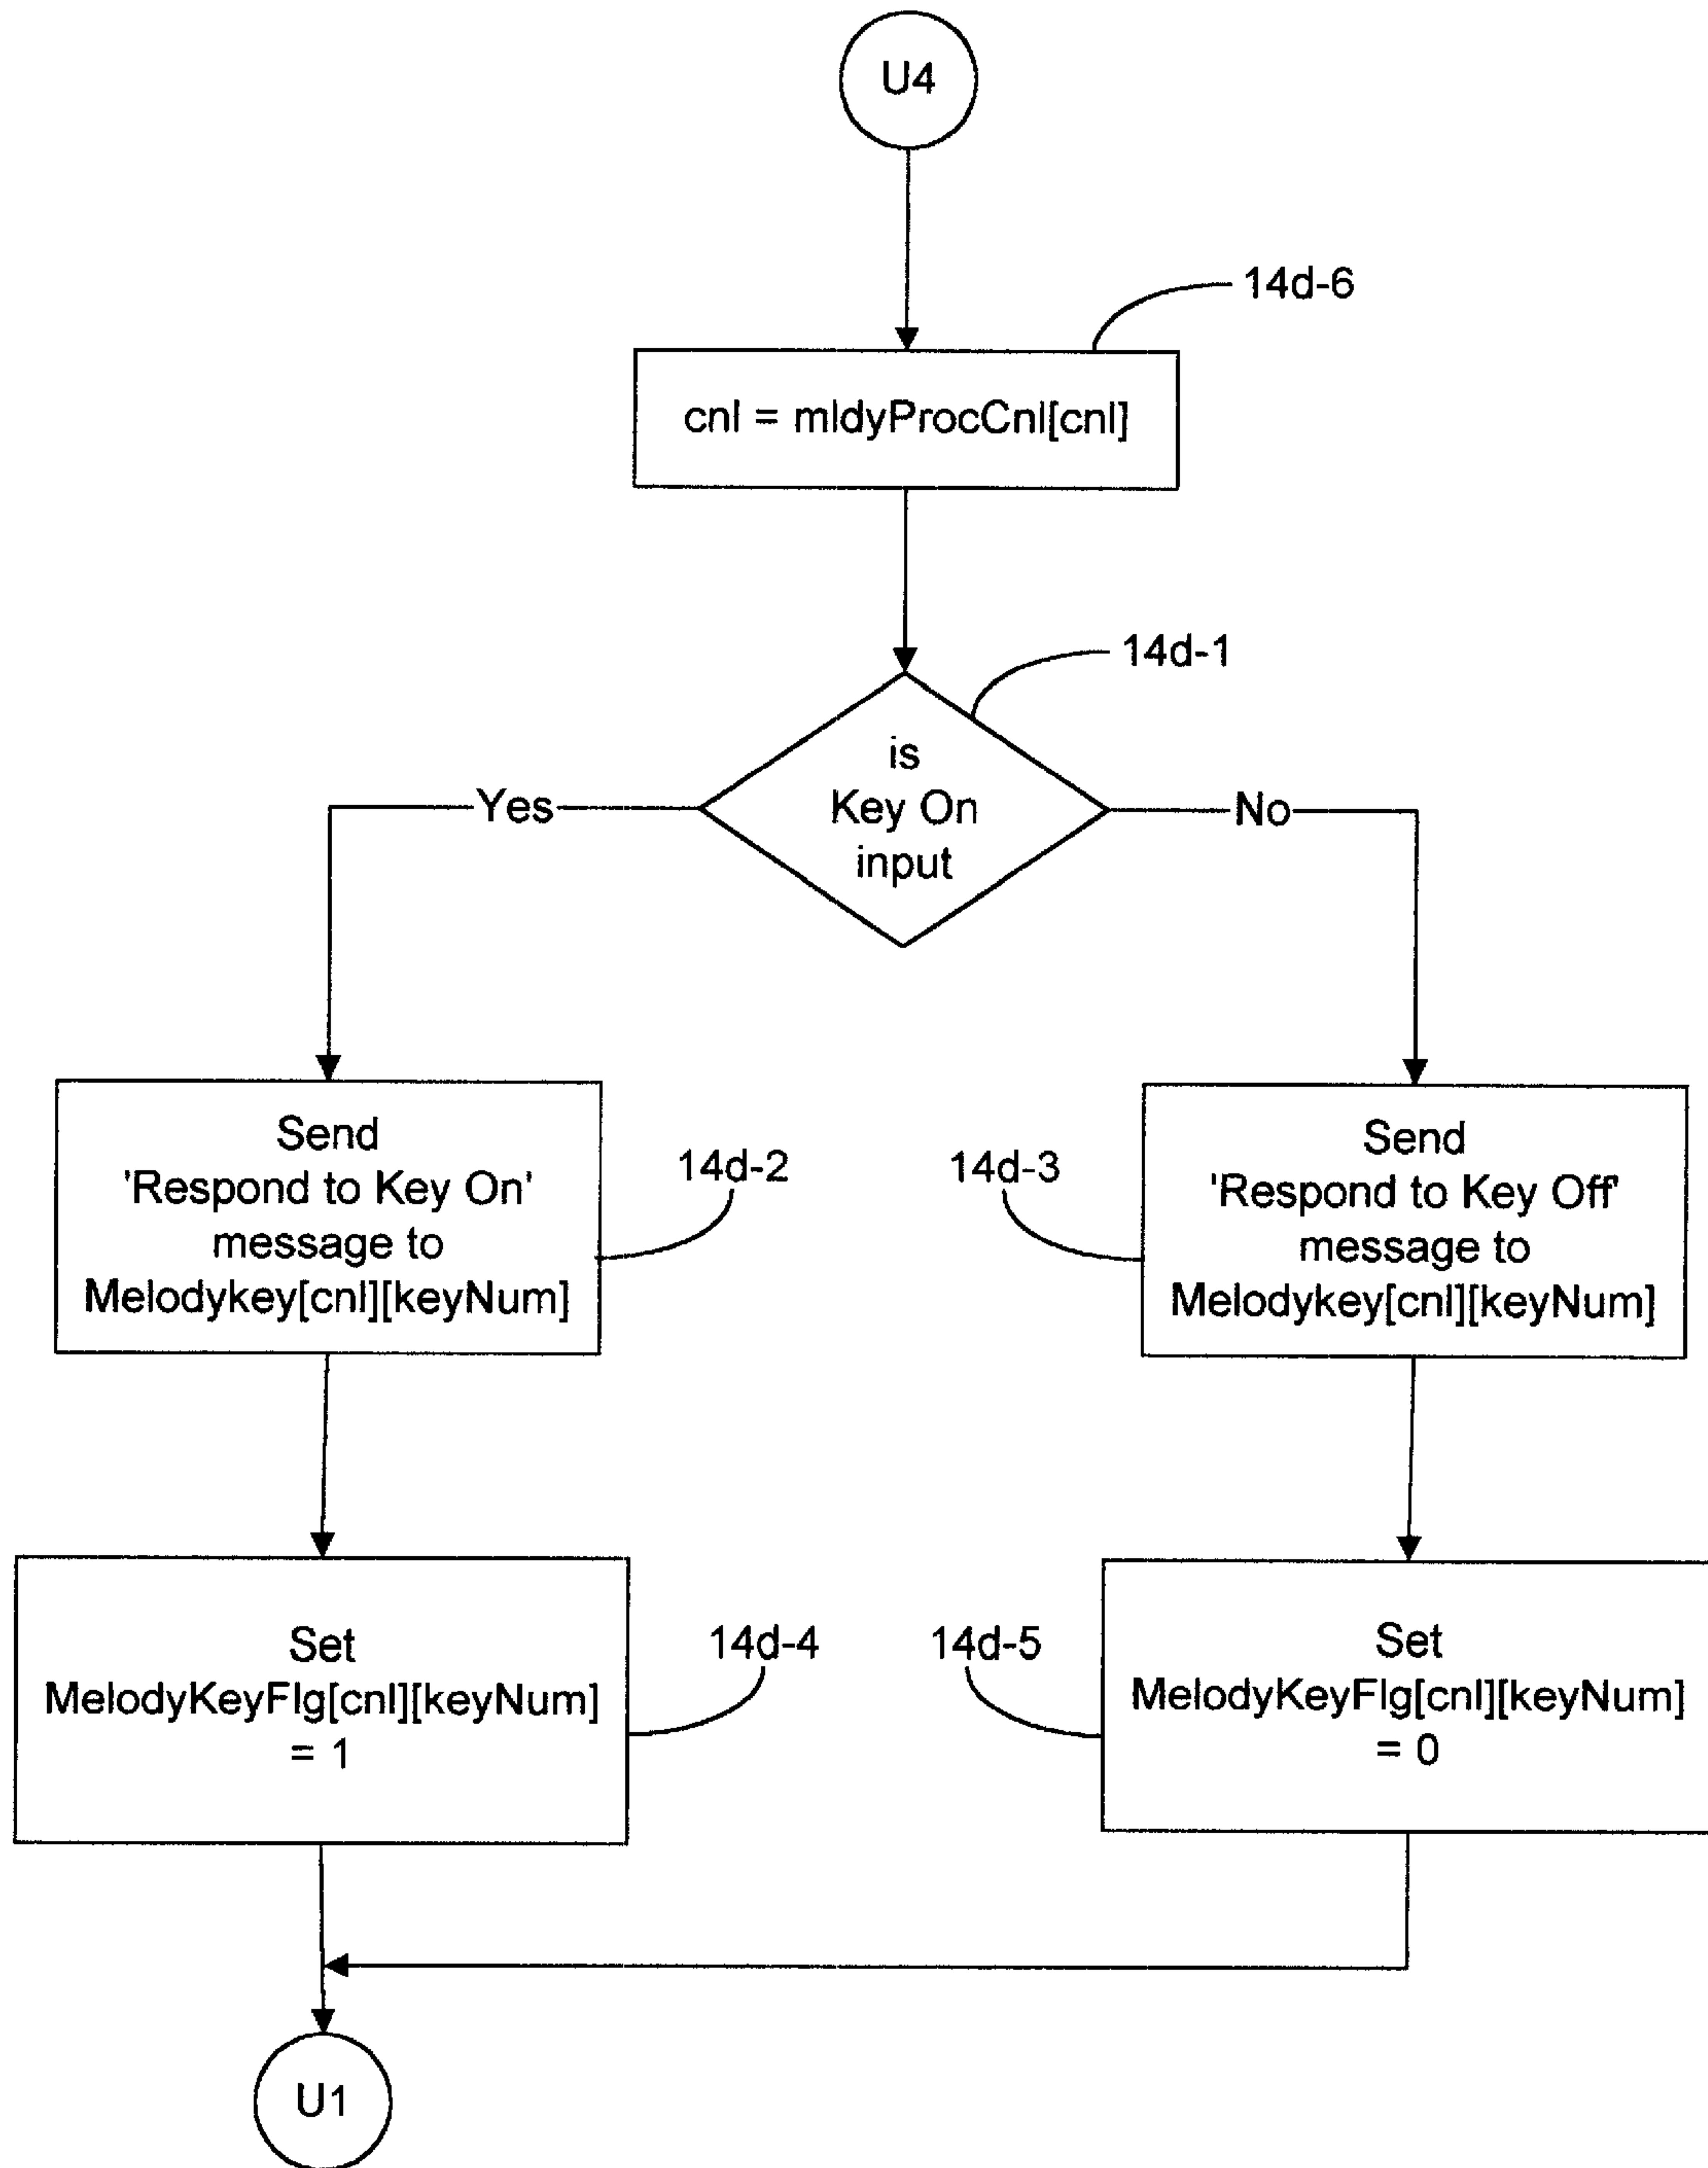 U4
14d-6
cnl = mldyProcCnl[cnl]
14d-1
is
Key On
input
Yes
No
Send
'Respond to Key On'
message to
Melodykey[cnl][keyNum]
14d-2
14d-3
Send
'Respond to Key Off'
message to
Melodykey[cnl][keyNum]
Set
MelodyKeyFlg[cnl][keyNum]
= 1
14d-4
14d-5
Set
MelodyKeyFlg[cnl][keyNum]
= 0
U1